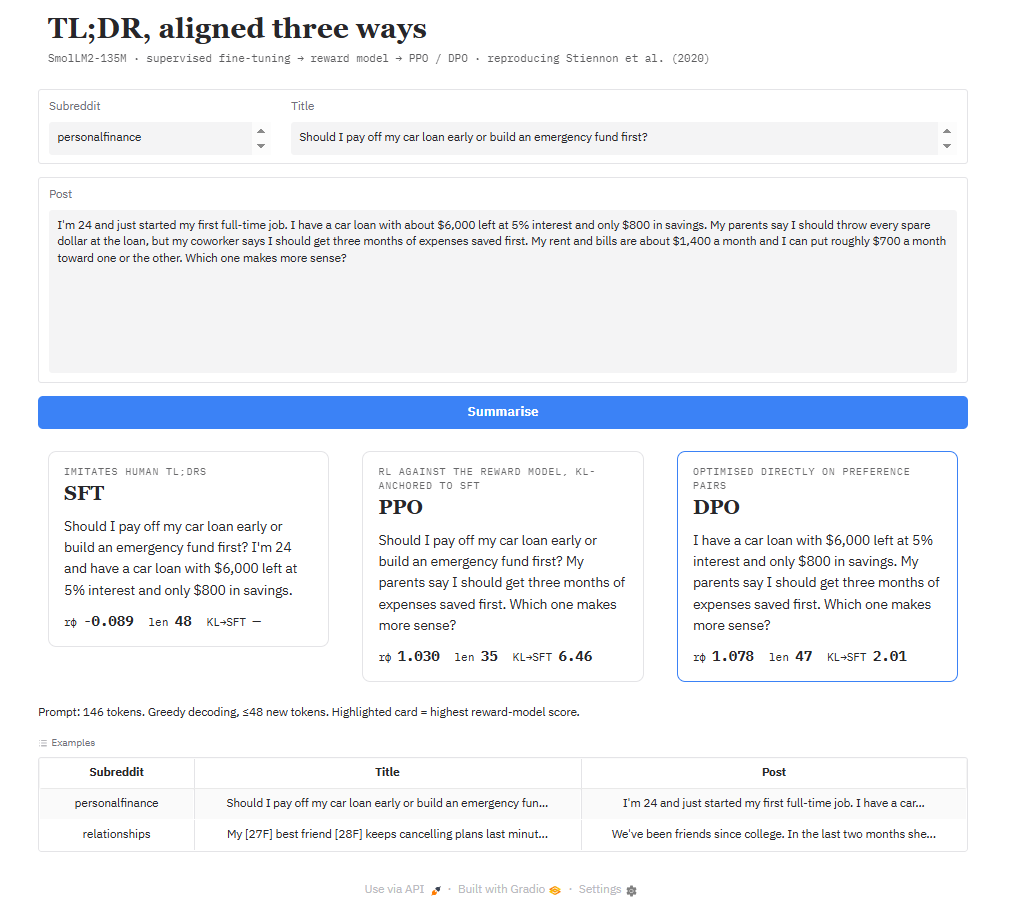 TL;DR, aligned three ways
SmolLM2-135M · supervised fine-tuning → reward model → PPO / DPO · reproducing Stiennon et al. (2020)
Subreddit
personalfinance
Title
Should I pay off my car loan early or build an emergency fund first?
Post
I'm 24 and just started my first full-time job. I have a car loan with about $6,000 left at 5% interest and only $800 in savings. My parents say I should throw every spare
dollar at the loan, but my coworker says I should get three months of expenses saved first. My rent and bills are about $1,400 a month and I can put roughly $700 a month
toward one or the other. Which one makes more sense?
Summarise
IMITATES HUMAN TL;DRS
SFT
Should I pay off my car loan early or
build an emergency fund first? I'm 24
and have a car loan with $6,000 left at
5% interest and only $800 in savings.
rϕ -0.089 len 48 KL→SFT —
RL AGAINST THE REWARD MODEL, KL-
ANCHORED TO SFT
PPO
Should I pay off my car loan early or
build an emergency fund first? My
parents say I should get three months of
expenses saved first. Which one makes
more sense?
rϕ 1.030 len 35 KL→SFT 6.46
OPTIMISED DIRECTLY ON PREFERENCE
PAIRS
DPO
I have a car loan with $6,000 left at 5%
interest and only $800 in savings. My
parents say I should get three months of
expenses saved first. Which one makes
more sense?
rϕ 1.078 len 47 KL→SFT 2.01
Prompt: 146 tokens. Greedy decoding, ≤48 new tokens. Highlighted card = highest reward-model score.
Examples
Subreddit Title Post
personalfinance Should I pay off my car loan early or build an emergency fun... I'm 24 and just started my first full-time job. I have a car...
relationships My [27F] best friend [28F] keeps cancelling plans last minut... We've been friends since college. In the last two months she...
Use via API · Built with Gradio · Settings